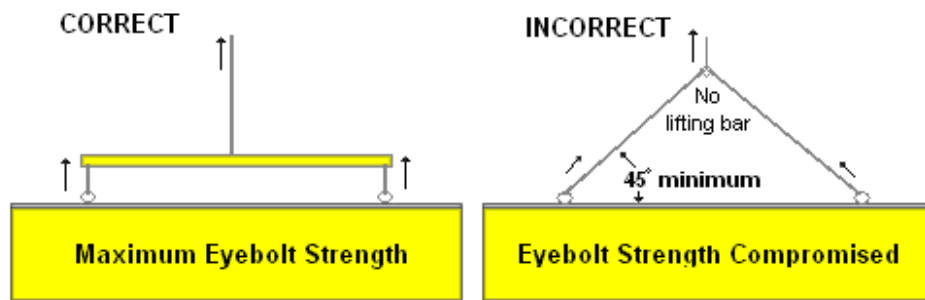 CORRECT
INCORRECT
No
lifting bar
45° minimum
Maximum Eyebolt Strength
Eyebolt Strength Compromised